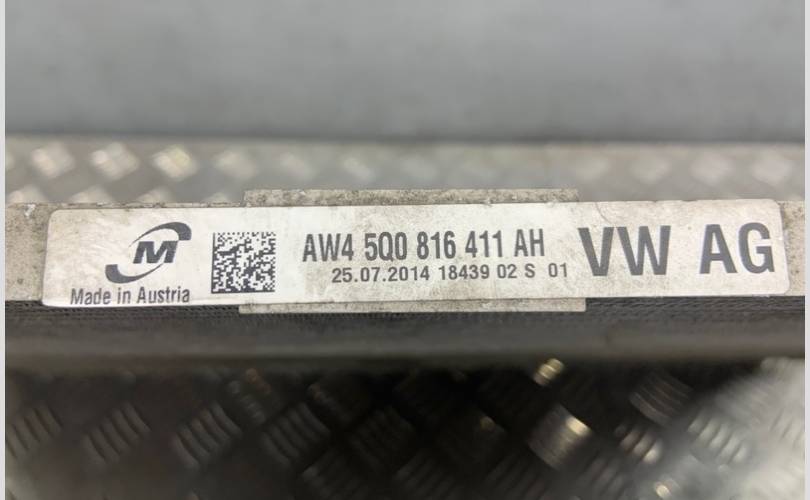 M
Made in Austria
AW4 5Q0 816 411 AH
25.07.2014 18439 02 S 01
VW AG